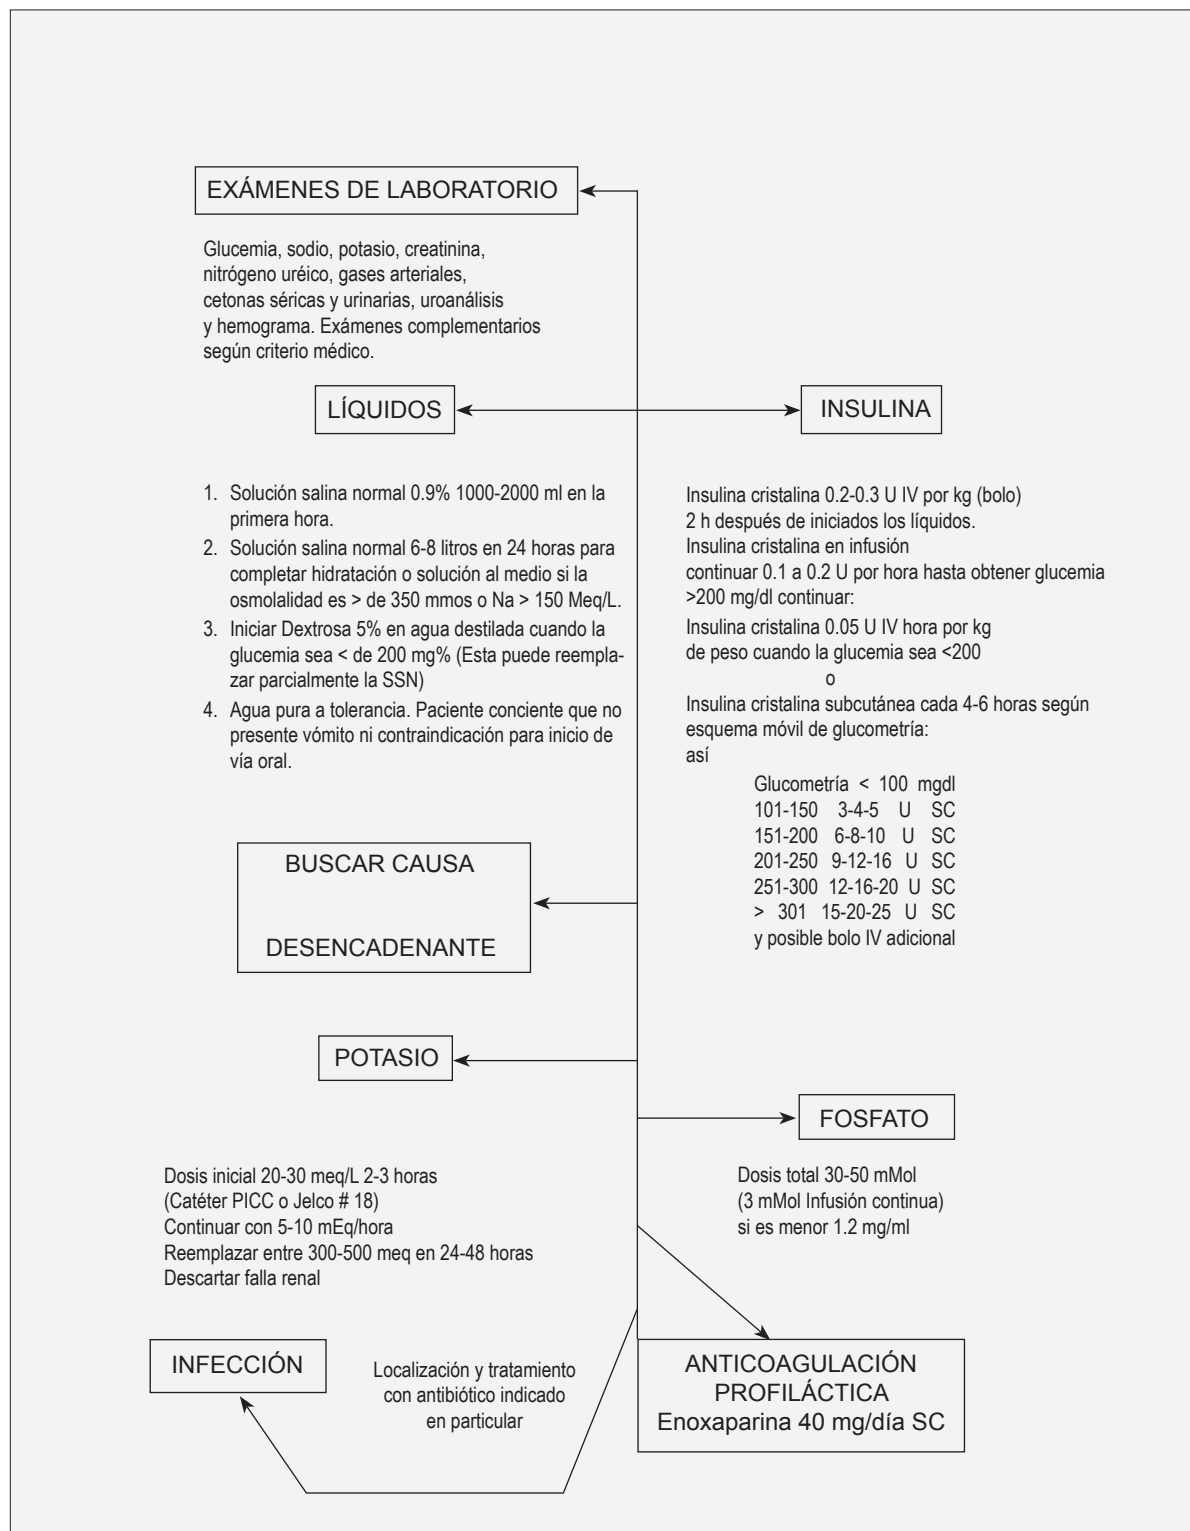 EXÁMENES DE LABORATORIO
Glucemia, sodio, potasio, creatinina,
nitrógeno uréico, gases arteriales,
cetonas séricas y urinarias, uroanálisis
y hemograma. Exámenes complementarios
según criterio médico.
LÍQUIDOS
INSULINA
1. Solución salina normal 0.9% 1000-2000 ml en la
primera hora.
2. Solución salina normal 6-8 litros en 24 horas para
completar hidratación o solución al medio si la
osmolalidad es > de 350 mmos o Na > 150 Meq/L.
3. Iniciar Dextrosa 5% en agua destilada cuando la
glucemia sea < de 200 mg% (Esta puede reempla-
zar parcialmente la SSN)
4. Agua pura a tolerancia. Paciente conciente que no
presente vómito ni contraindicación para inicio de
vía oral.
Insulina cristalina 0.2-0.3 U IV por kg (bolo)
2 h después de iniciados los líquidos.
Insulina cristalina en infusión
continuar 0.1 a 0.2 U por hora hasta obtener glucemia
>200 mg/dl continuar:
Insulina cristalina 0.05 U IV hora por kg
de peso cuando la glucemia sea <200
o
Insulina cristalina subcutánea cada 4-6 horas según
esquema móvil de glucometría:
así
Glucometría < 100 mgdl
101-150 3-4-5 U SC
151-200 6-8-10 U SC
201-250 9-12-16 U SC
251-300 12-16-20 U SC
> 301 15-20-25 U SC
y posible bolo IV adicional
BUSCAR CAUSA
DESENCADENANTE
POTASIO
FOSFATO
Dosis inicial 20-30 meq/L 2-3 horas
(Catéter PICC o Jelco # 18)
Continuar con 5-10 mEq/hora
Reemplazar entre 300-500 meq en 24-48 horas
Descartar falla renal
Dosis total 30-50 mMol
(3 mMol Infusión continua)
si es menor 1.2 mg/ml
INFECCIÓN
Localización y tratamiento
con antibiótico indicado
en particular
ANTICOAGULACIÓN
PROFILÁCTICA
Enoxaparina 40 mg/día SC